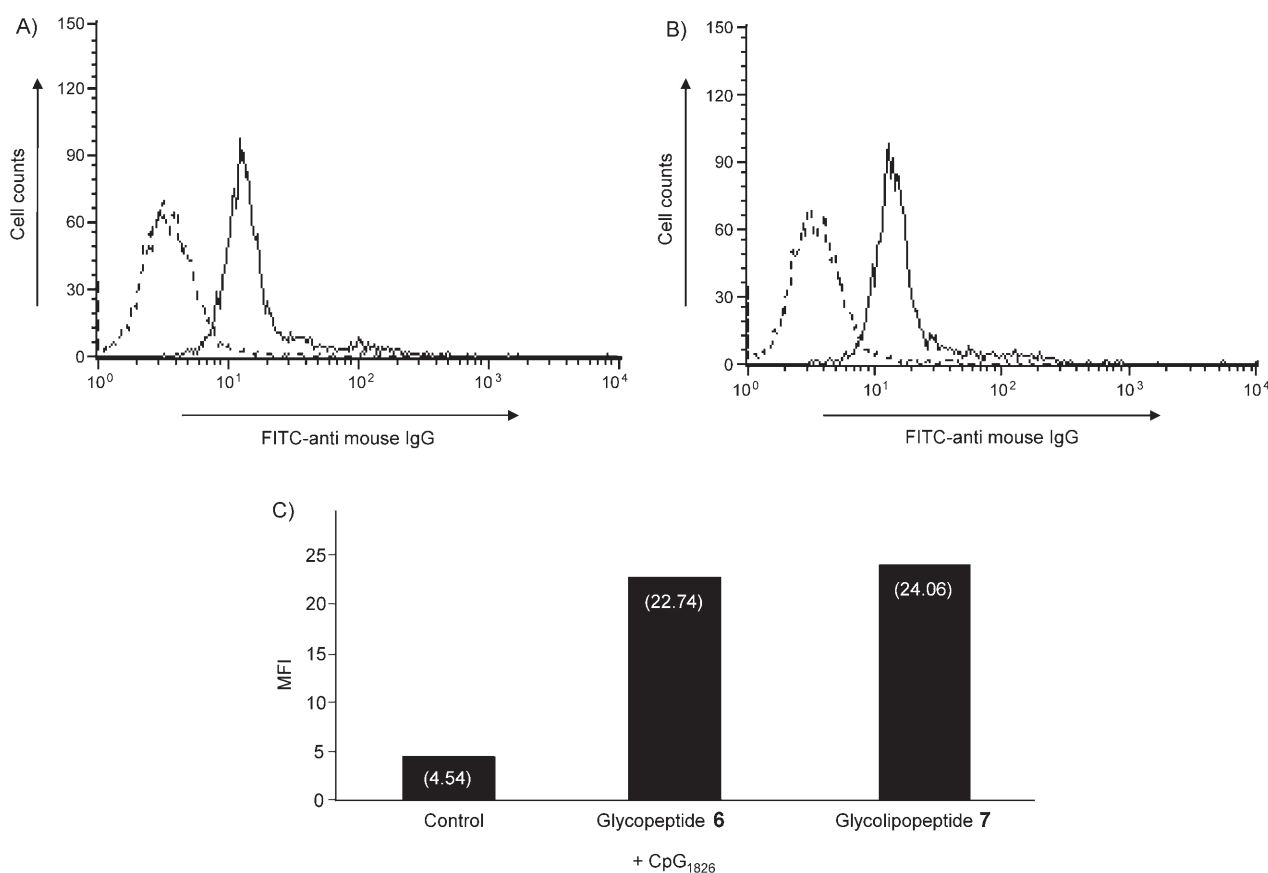 A)
150
120
90
60
30
0
Cell counts
10⁰ 10¹ 10² 10³ 10⁴
FITC-anti mouse IgG
B)
150
120
90
60
30
0
Cell counts
10⁰ 10¹ 10² 10³ 10⁴
FITC-anti mouse IgG
C)
25
20
15
10
5
0
MFI
(4.54)
(22.74)
(24.06)
Control Glycopeptide 6 Glycolipopeptide 7
+ CpG₁₈₂₆